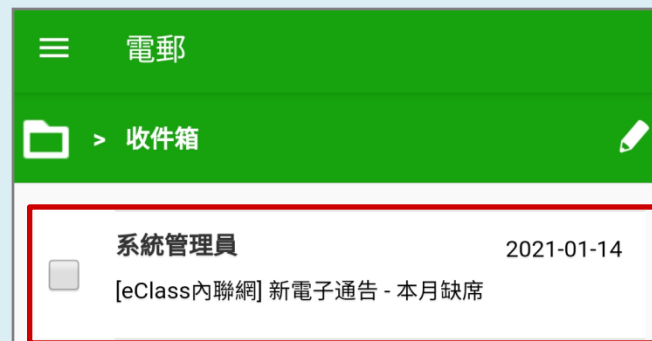 電郵
> 收件箱
系統管理員 2021-01-14
[eClass內聯網] 新電子通告 - 本月缺席